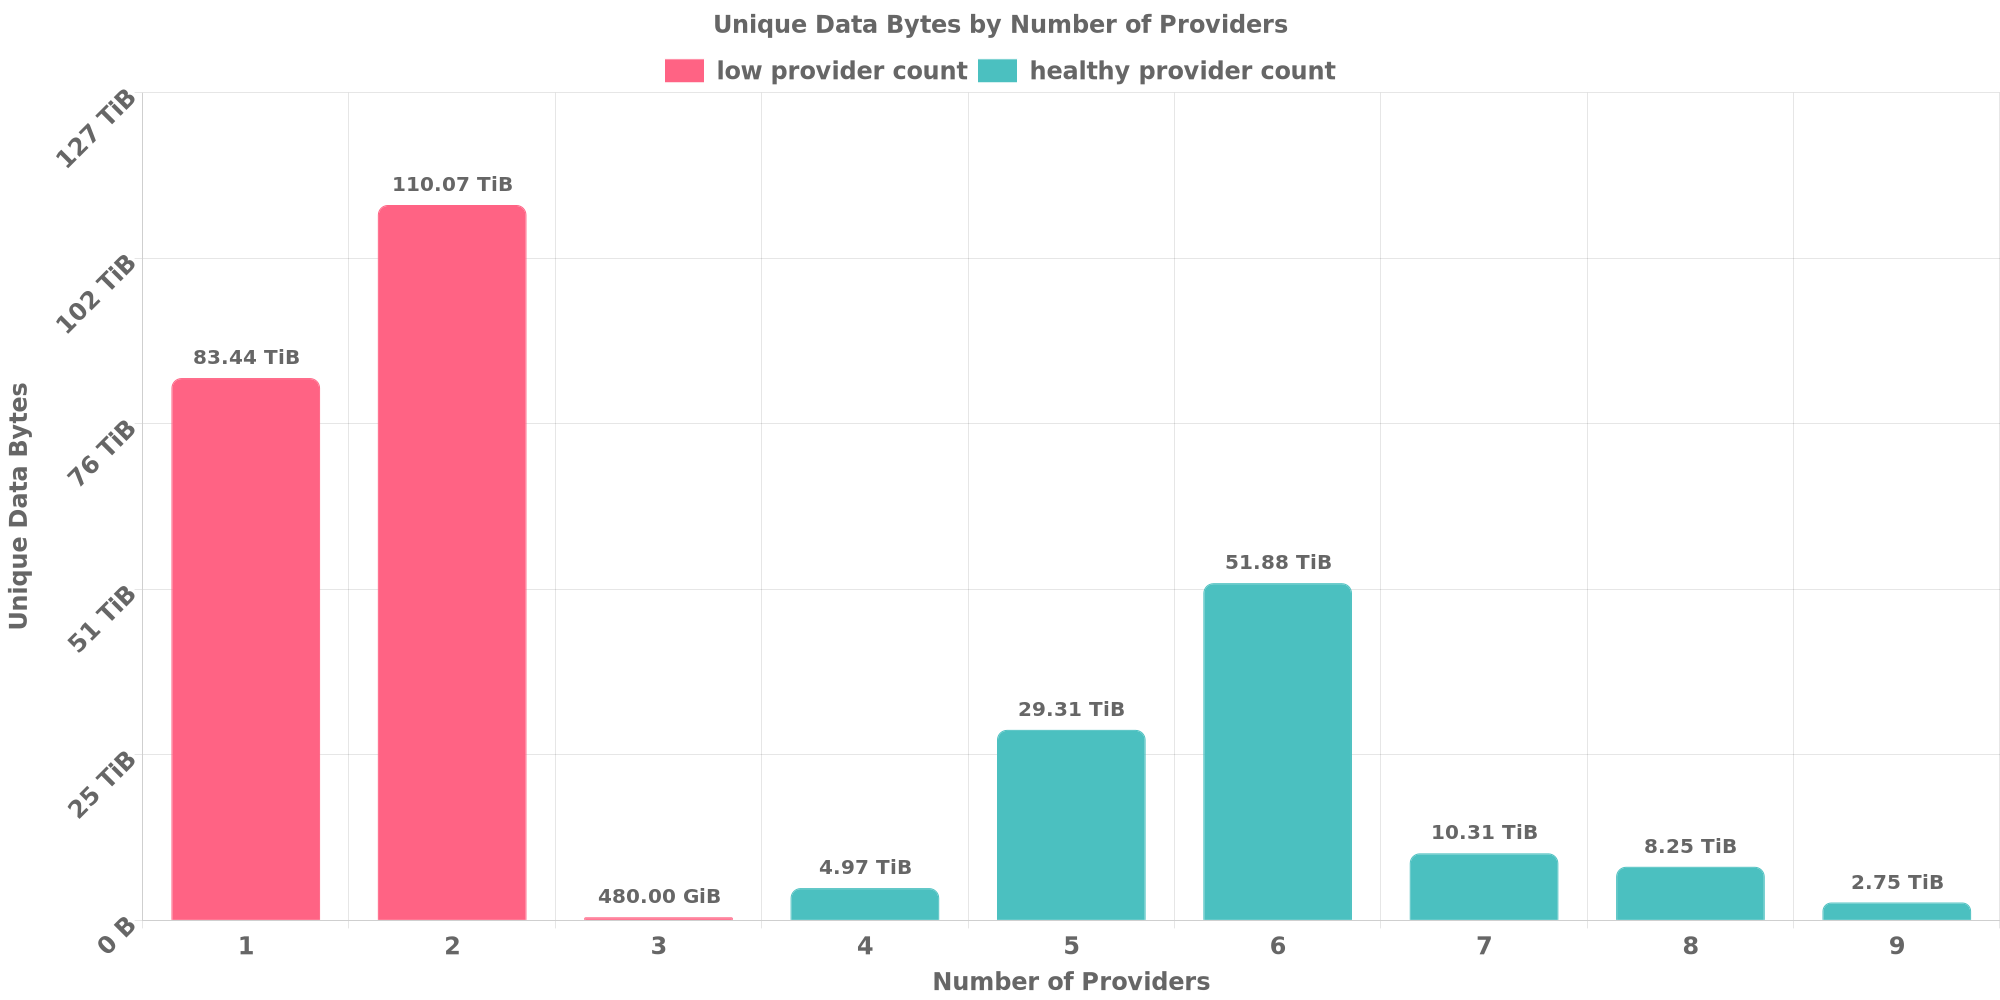 Unique Data Bytes by Number of Providers
low provider count healthy provider count
Unique Data Bytes
127 TiB
102 TiB
76 TiB
51 TiB
25 TiB
0 B
83.44 TiB
110.07 TiB
480.00 GiB
4.97 TiB
29.31 TiB
51.88 TiB
10.31 TiB
8.25 TiB
2.75 TiB
1 2 3 4 5 6 7 8 9
Number of Providers